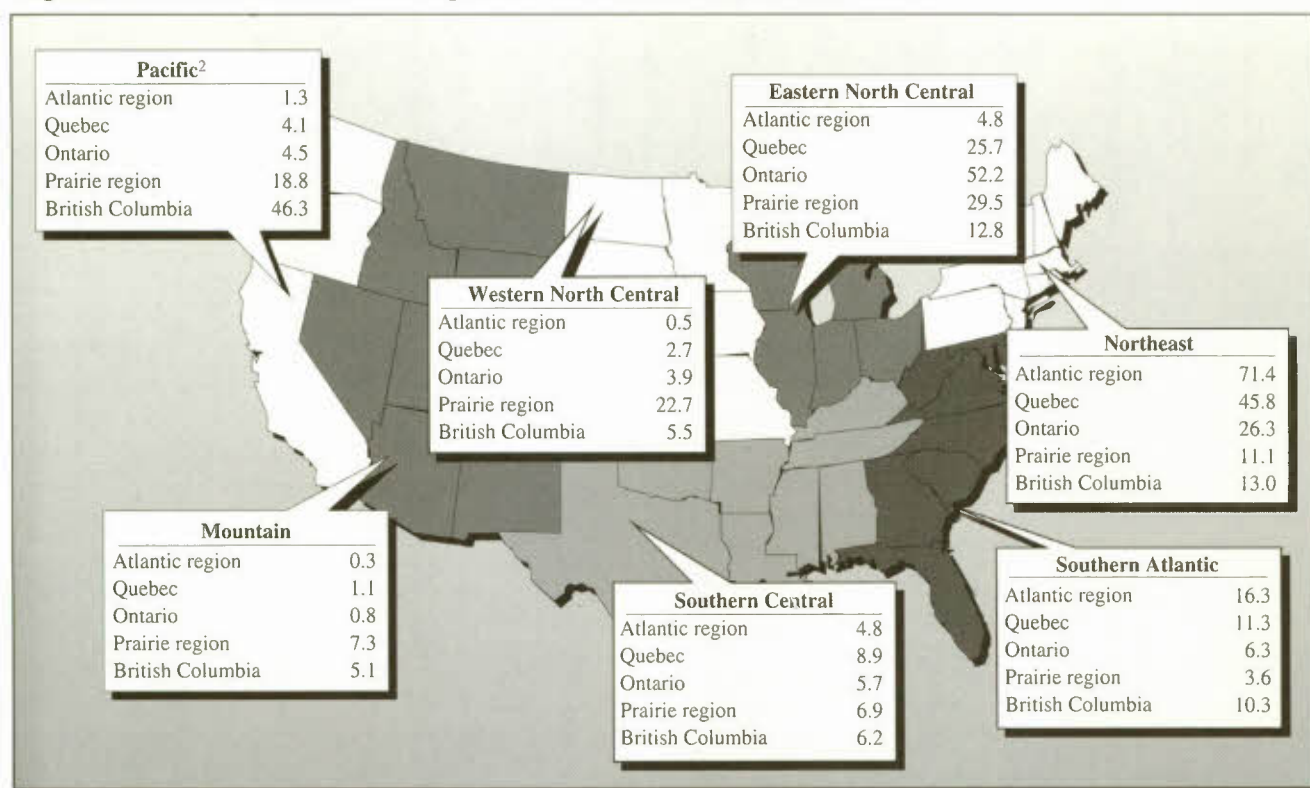 Pacific2
Atlantic region 1.3
Quebec 4.1
Ontario 4.5
Prairie region 18.8
British Columbia 46.3
Eastern North Central
Atlantic region 4.8
Quebec 25.7
Ontario 52.2
Prairie region 29.5
British Columbia 12.8
Western North Central
Atlantic region 0.5
Quebec 2.7
Ontario 3.9
Prairie region 22.7
British Columbia 5.5
Northeast
Atlantic region 71.4
Quebec 45.8
Ontario 26.3
Prairie region 11.1
British Columbia 13.0
Mountain
Atlantic region 0.3
Quebec 1.1
Ontario 0.8
Prairie region 7.3
British Columbia 5.1
Southern Central
Atlantic region 4.8
Quebec 8.9
Ontario 5.7
Prairie region 6.9
British Columbia 6.2
Southern Atlantic
Atlantic region 16.3
Quebec 11.3
Ontario 6.3
Prairie region 3.6
British Columbia 10.3